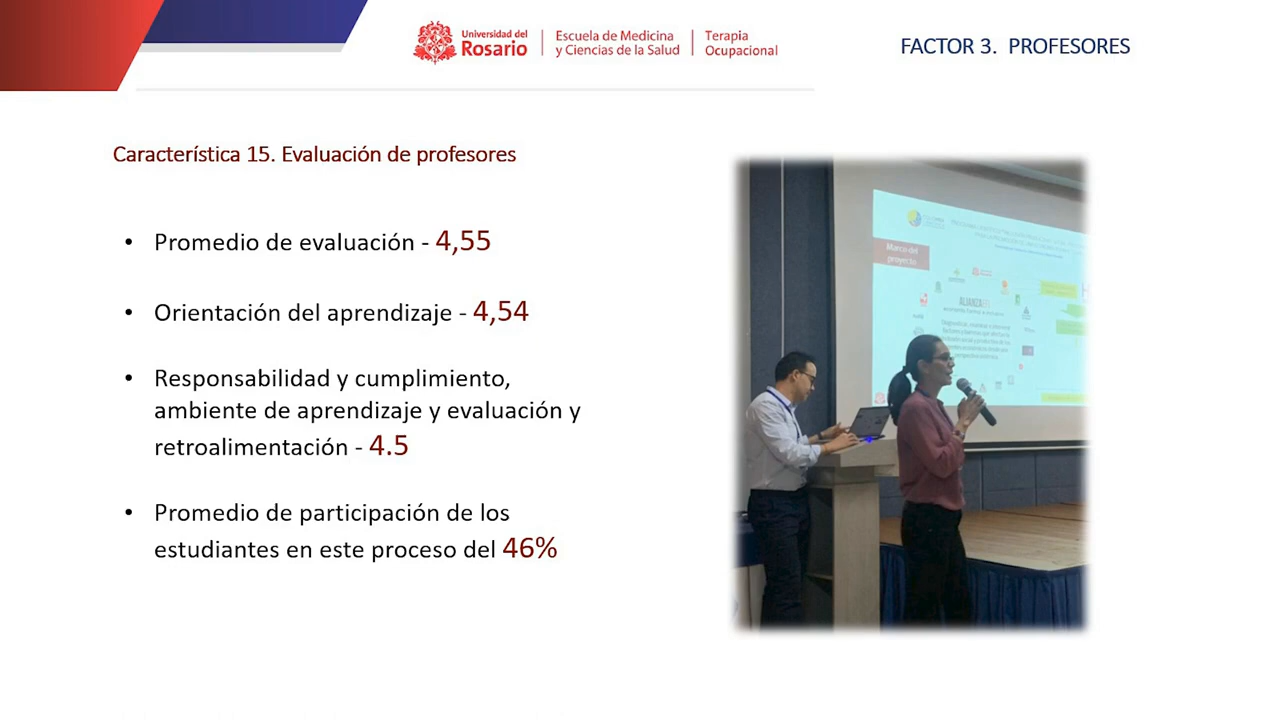 Universidad del
Rosario
Escuela de Medicina
y Ciencias de la Salud
Terapia
Ocupacional
FACTOR 3. PROFESORES
Característica 15. Evaluación de profesores
• Promedio de evaluación - 4,55
• Orientación del aprendizaje - 4,54
• Responsabilidad y cumplimiento,
ambiente de aprendizaje y evaluación y
retroalimentación - 4.5
• Promedio de participación de los
estudiantes en este proceso del 46%
Marco del
proyecto
ALIANZA